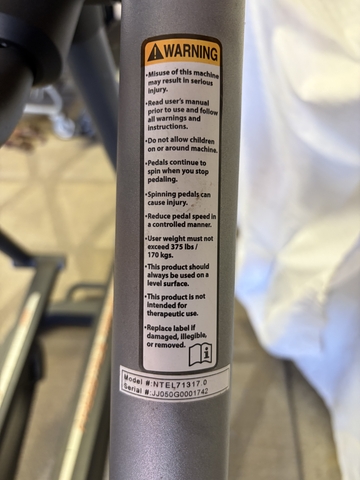 WARNING
•Misuse of this machine
may result in serious
injury.
•Read user's manual
prior to use and follow
all warnings and
instructions.
•Do not allow children
on or around machine.
•Pedals continue to
spin when you stop
pedaling.
•Spinning pedals can
cause injury.
•Reduce pedal speed in
a controlled manner.
•User weight must not
exceed 375 lbs /
170 kgs.
•This product should
always be used on a
level surface.
•This product is not
intended for
therapeutic use.
•Replace label if
damaged, illegible,
or removed.
Model #:NTEL71317.0
Serial #:JJ050G0001742